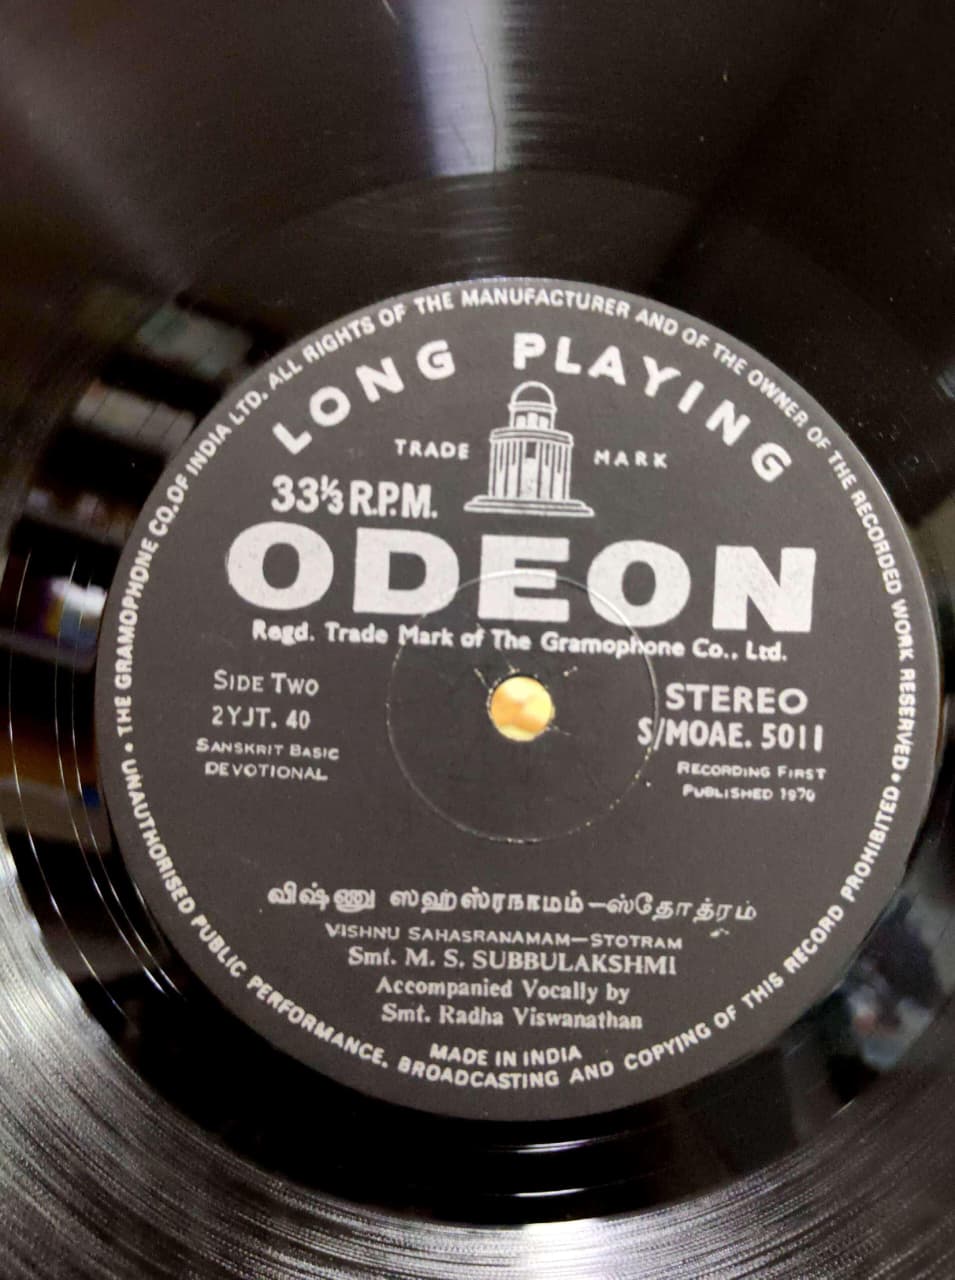 THE GRAMOPHONE CO. OF INDIA LTD. ALL RIGHTS OF THE MANUFACTURER AND OF THE OWNER OF THE RECORDED WORK RESERVED • UNAUTHORISED PUBLIC PERFORMANCE. BROADCASTING AND COPYING OF THIS RECORD PROHIBITED •
LONG PLAYING
TRADE MARK
33⅓ R.P.M.
ODEON
Regd. Trade Mark of The Gramophone Co., Ltd.
SIDE TWO
2YJT. 40
SANSKRIT BASIC
DEVOTIONAL
STEREO
S/MOAE. 5011
RECORDING FIRST
PUBLISHED 1970
விஷ்ணு ஸஹஸ்ரநாமம்–ஸ்தோத்ரம்
VISHNU SAHASRANAMAM—STOTRAM
Smt. M. S. SUBBULAKSHMI
Accompanied Vocally by
Smt. Radha Viswanathan
MADE IN INDIA